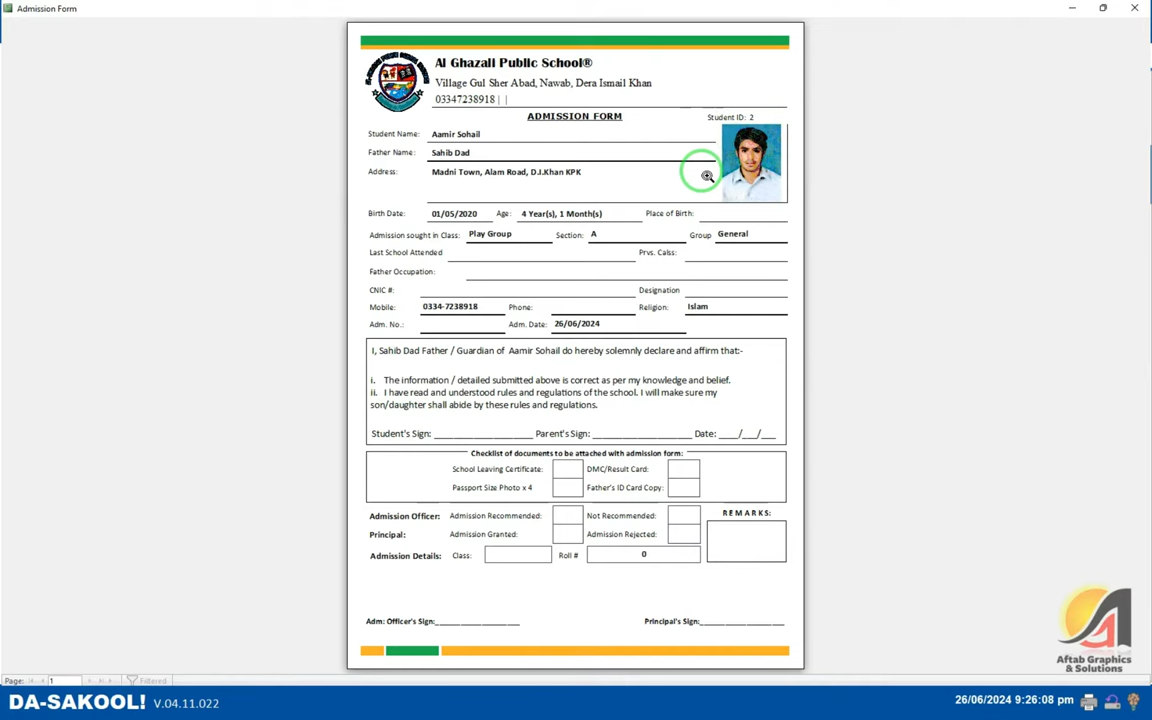 Admission Form
Al Ghazali Public School®
Village Gul Sher Abad, Nawab, Dera Ismail Khan
03347238918 | |
ADMISSION FORM
Student ID: 2
Student Name: Aamir Sohail
Father Name: Sahib Dad
Address: Madni Town, Alam Road, D.I.Khan KPK
Birth Date: 01/05/2020 Age: 4 Year(s), 1 Month(s) Place of Birth:
Admission sought in Class: Play Group Section: A Group General
Last School Attended Prvs. Calss:
Father Occupation:
CNIC #: Designation
Mobile: 0334-7238918 Phone: Religion: Islam
Adm. No.: Adm. Date: 26/06/2024
I, Sahib Dad Father / Guardian of Aamir Sohail do hereby solemnly declare and affirm that:-
i. The information / detailed submitted above is correct as per my knowledge and belief.
ii. I have read and understood rules and regulations of the school. I will make sure my
son/daughter shall abide by these rules and regulations.
Student's Sign: ____________________ Parent's Sign: ____________________ Date: ____/___/___
Checklist of documents to be attached with admission form:
School Leaving Certificate: DMC/Result Card:
Passport Size Photo x 4 Father's ID Card Copy:
Admission Officer: Admission Recommended: Not Recommended: REMARKS:
Principal: Admission Granted: Admission Rejected:
Admission Details: Class: Roll # 0
Adm: Officer's Sign:____________________ Principal's Sign:____________________
Aftab Graphics
& Solutions
Page: 1 Filtered
DA-SAKOOL! V.04.11.022 26/06/2024 9:26:08 pm